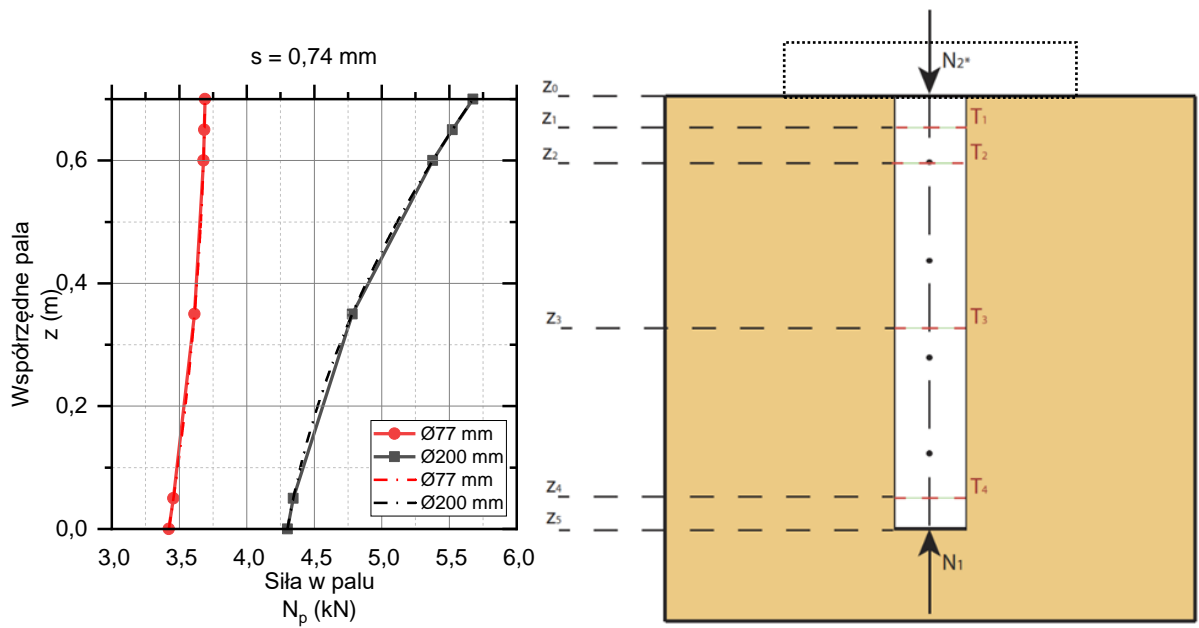 s = 0,74 mm
Współrzędne pala
z (m)
0,6
0,4
0,2
0,0
3,0 3,5 4,0 4,5 5,0 5,5 6,0
Siła w palu
Np (kN)
Ø77 mm
Ø200 mm
Ø77 mm
Ø200 mm
N2*
z0
z1
T1
z2
T2
z3
T3
z4
T4
z5
N1